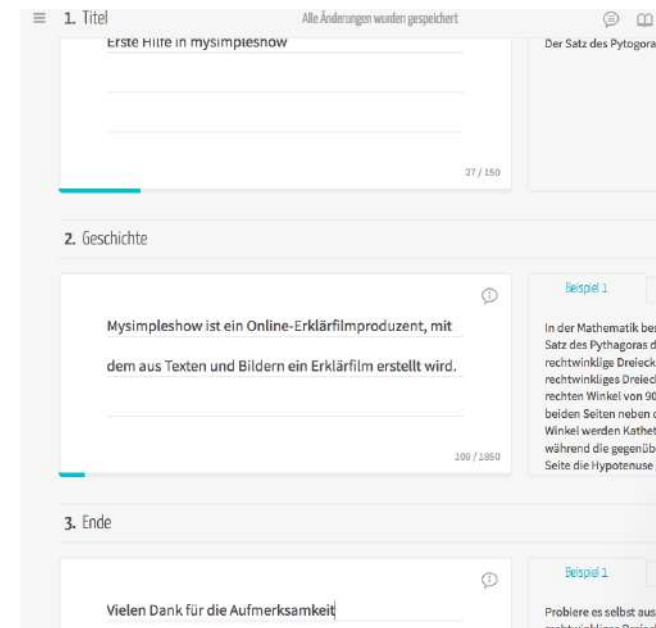 1. Titel
Alle Änderungen wurden gespeichert
Erste Hilfe in mysimpleshow
27 / 150
Der Satz des Pytogora
2. Geschichte
Mysimpleshow ist ein Online-Erklärfilmproduzent, mit
dem aus Texten und Bildern ein Erklärfilm erstellt wird.
109 / 1850
Beispiel 1
In der Mathematik bes
Satz des Pythagoras d
rechtwinklige Dreieck
rechtwinkliges Dreiec
rechten Winkel von 90
beiden Seiten neben d
Winkel werden Kathet
während die gegenüb
Seite die Hypotenuse
3. Ende
Vielen Dank für die Aufmerksamkeit
Beispiel 1
Probiere es selbst aus